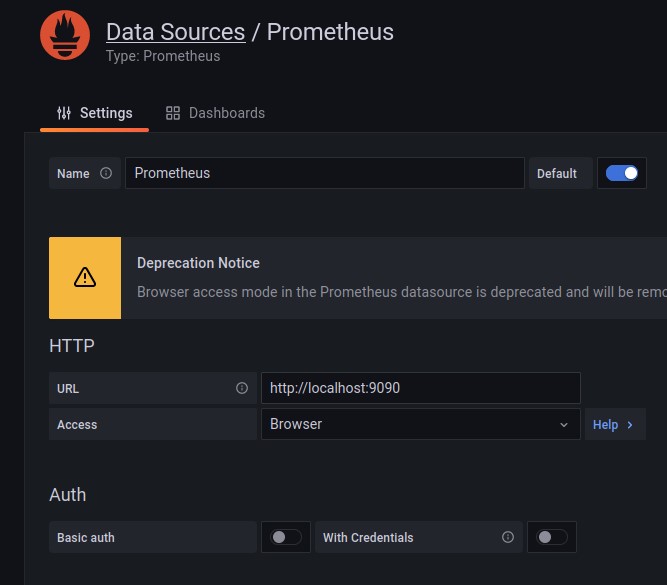 Data Sources / Prometheus
Type: Prometheus
Settings Dashboards
Name Prometheus Default
Deprecation Notice
Browser access mode in the Prometheus datasource is deprecated and will be remo
HTTP
URL http://localhost:9090
Access Browser Help
Auth
Basic auth With Credentials